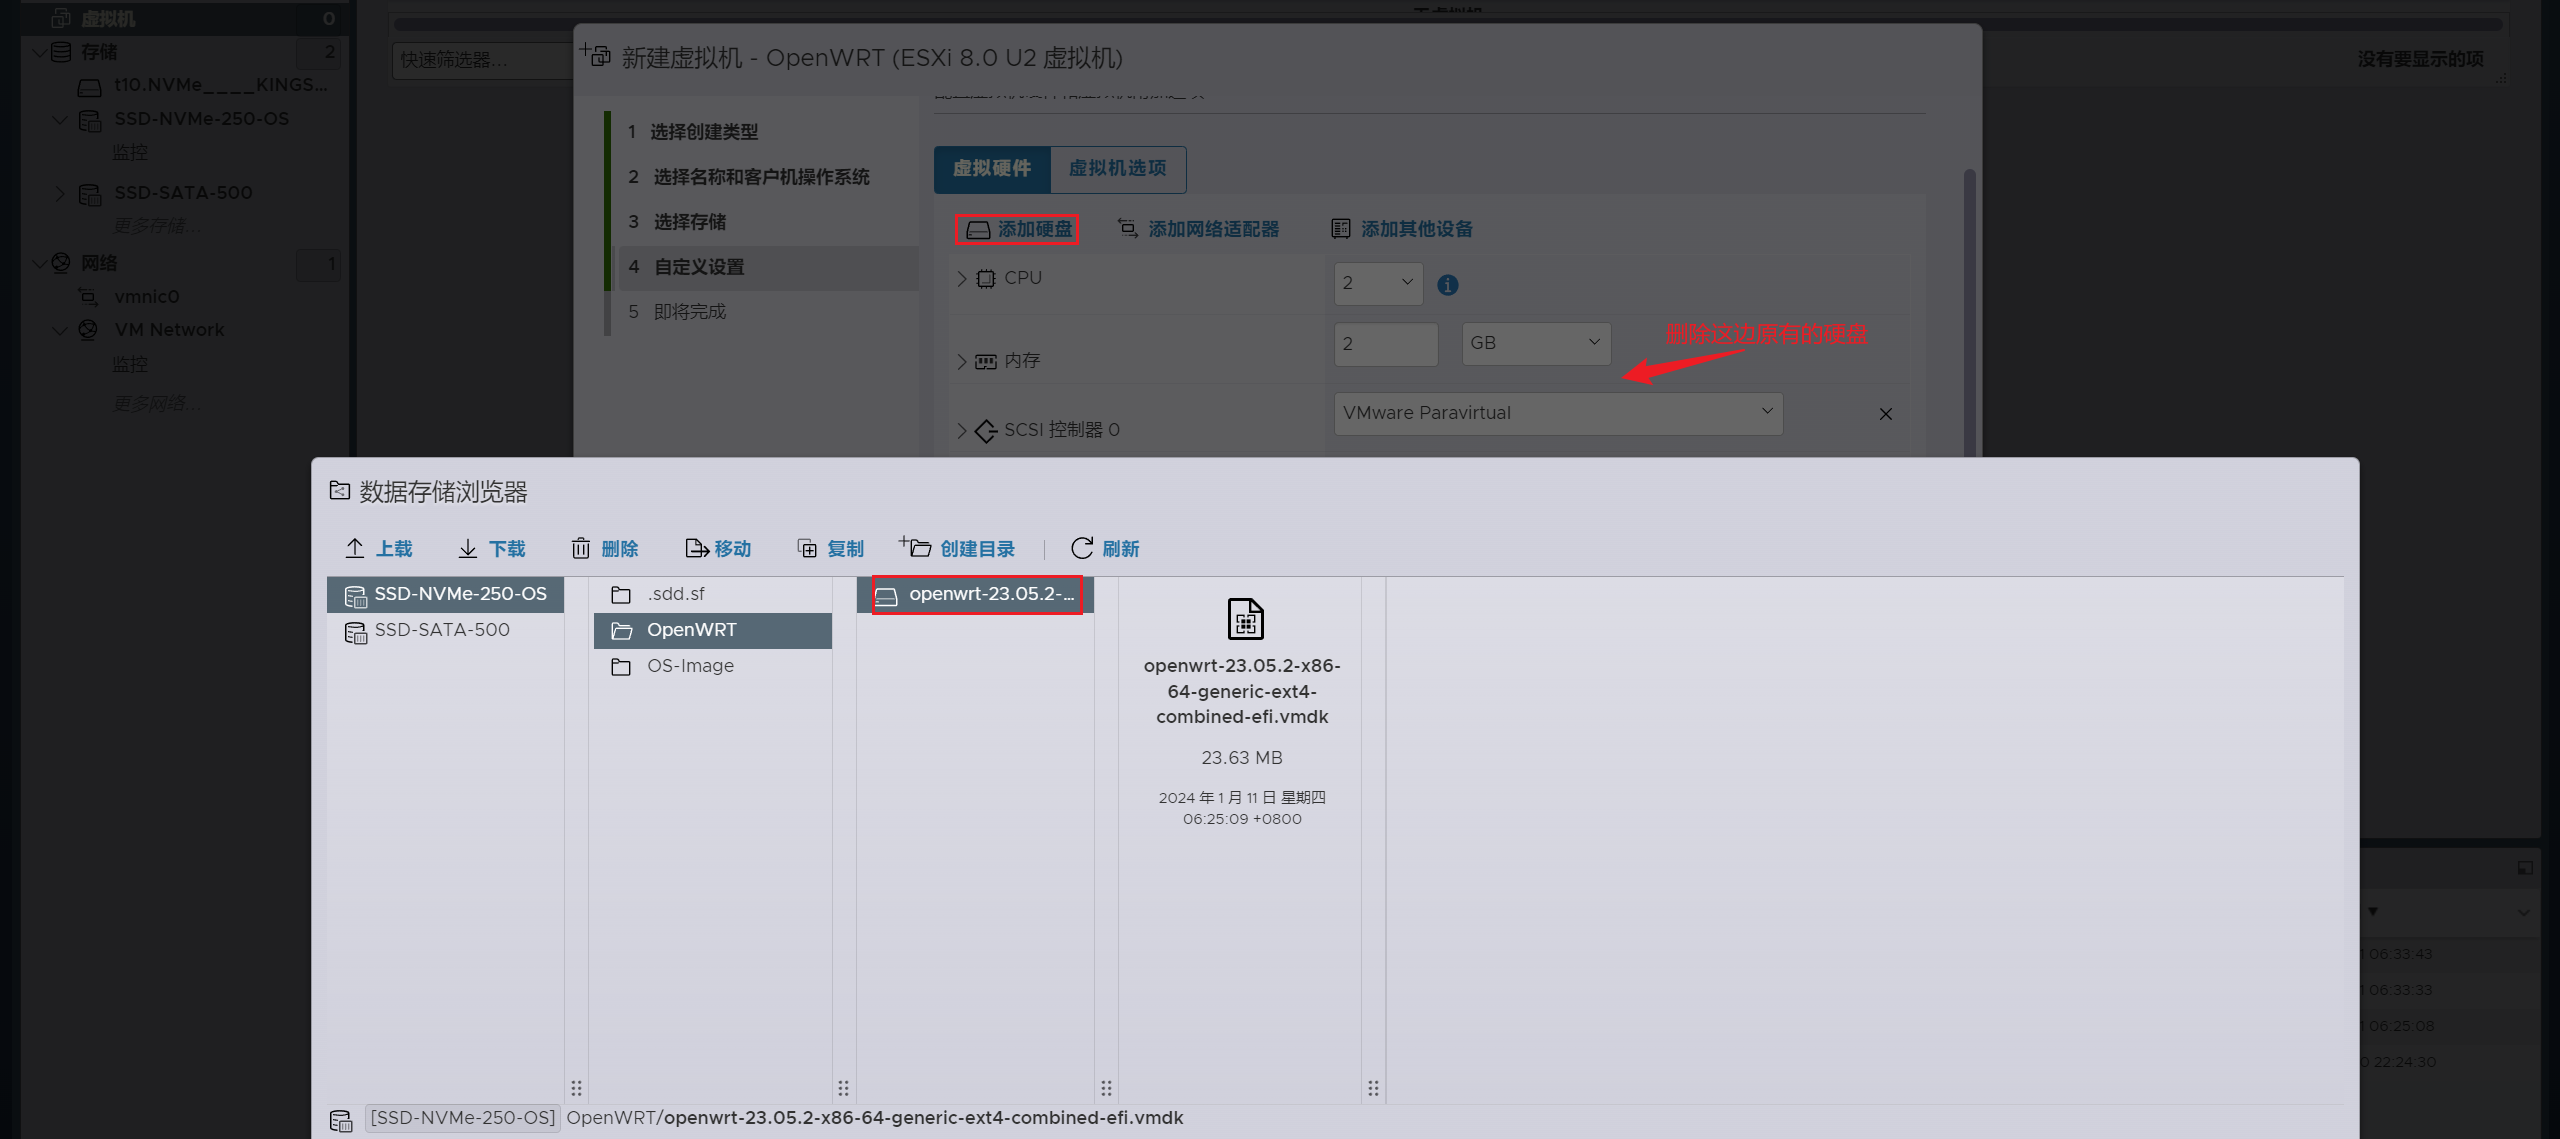 虚拟机 0
存储 2
t10.NVMe____KINGS...
SSD-NVMe-250-OS
监控
SSD-SATA-500
更多存储...
网络 1
vmnic0
VM Network
监控
更多网络...
快速筛选器...
没有要显示的项
新建虚拟机 - OpenWRT (ESXi 8.0 U2 虚拟机)
1 选择创建类型
2 选择名称和客户机操作系统
3 选择存储
4 自定义设置
5 即将完成
虚拟硬件 虚拟机选项
添加硬盘 添加网络适配器 添加其他设备
CPU 2
删除这边原有的硬盘
内存 2 GB
SCSI 控制器 0 VMware Paravirtual
数据存储浏览器
上载 下载 删除 移动 复制 创建目录 刷新
SSD-NVMe-250-OS
SSD-SATA-500
.sdd.sf
OpenWRT
OS-Image
openwrt-23.05.2-...
openwrt-23.05.2-x86-
64-generic-ext4-
combined-efi.vmdk
23.63 MB
2024 年 1 月 11 日 星期四
06:25:09 +0800
06:33:43
06:33:33
06:25:08
22:24:30
[SSD-NVMe-250-OS] OpenWRT/openwrt-23.05.2-x86-64-generic-ext4-combined-efi.vmdk